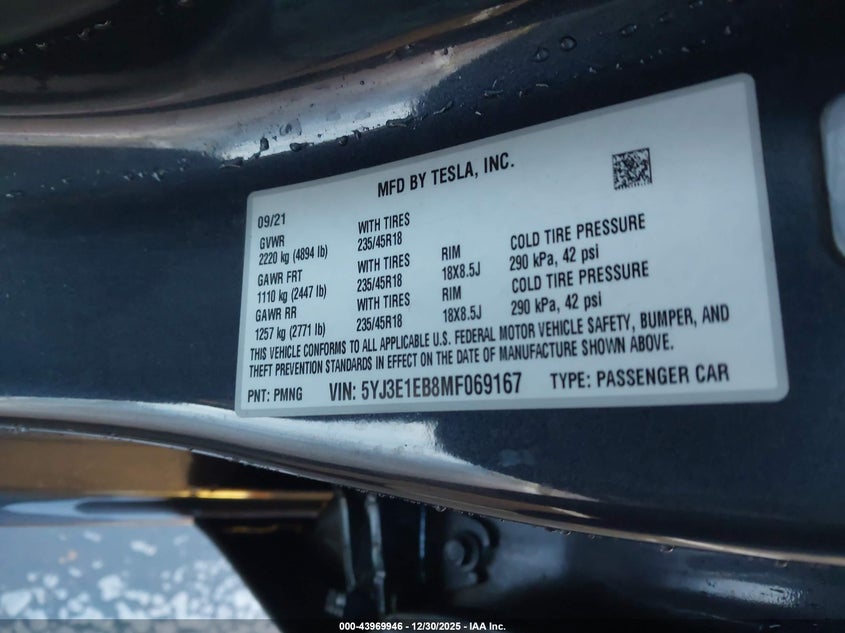 MFD BY TESLA, INC.
09/21
GVWR WITH TIRES
2220 kg (4894 lb) 235/45R18 RIM COLD TIRE PRESSURE
GAWR FRT WITH TIRES 18X8.5J 290 kPa, 42 psi
1110 kg (2447 lb) 235/45R18 RIM COLD TIRE PRESSURE
GAWR RR WITH TIRES 18X8.5J 290 kPa, 42 psi
1257 kg (2771 lb) 235/45R18
THIS VEHICLE CONFORMS TO ALL APPLICABLE U.S. FEDERAL MOTOR VEHICLE SAFETY, BUMPER, AND
THEFT PREVENTION STANDARDS IN EFFECT ON THE DATE OF MANUFACTURE SHOWN ABOVE.
PNT: PMNG VIN: 5YJ3E1EB8MF069167 TYPE: PASSENGER CAR
000-43969946 - 12/30/2025 - IAA Inc.